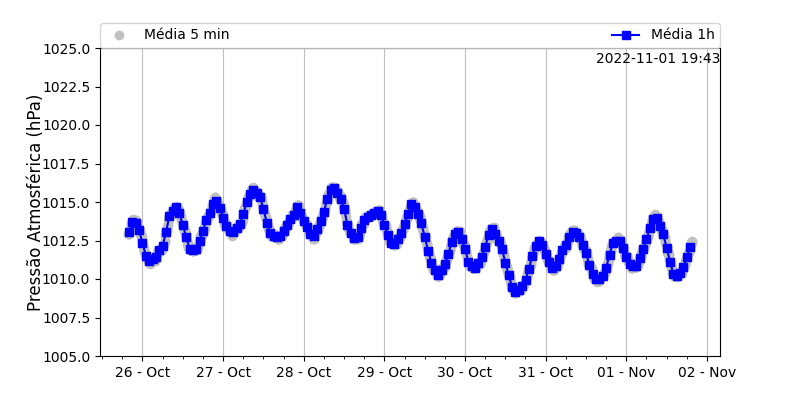 Média 5 min
Média 1h
2022-11-01 19:43
Pressão Atmosférica (hPa)
1025.0
1022.5
1020.0
1017.5
1015.0
1012.5
1010.0
1007.5
1005.0
26 - Oct
27 - Oct
28 - Oct
29 - Oct
30 - Oct
31 - Oct
01 - Nov
02 - Nov